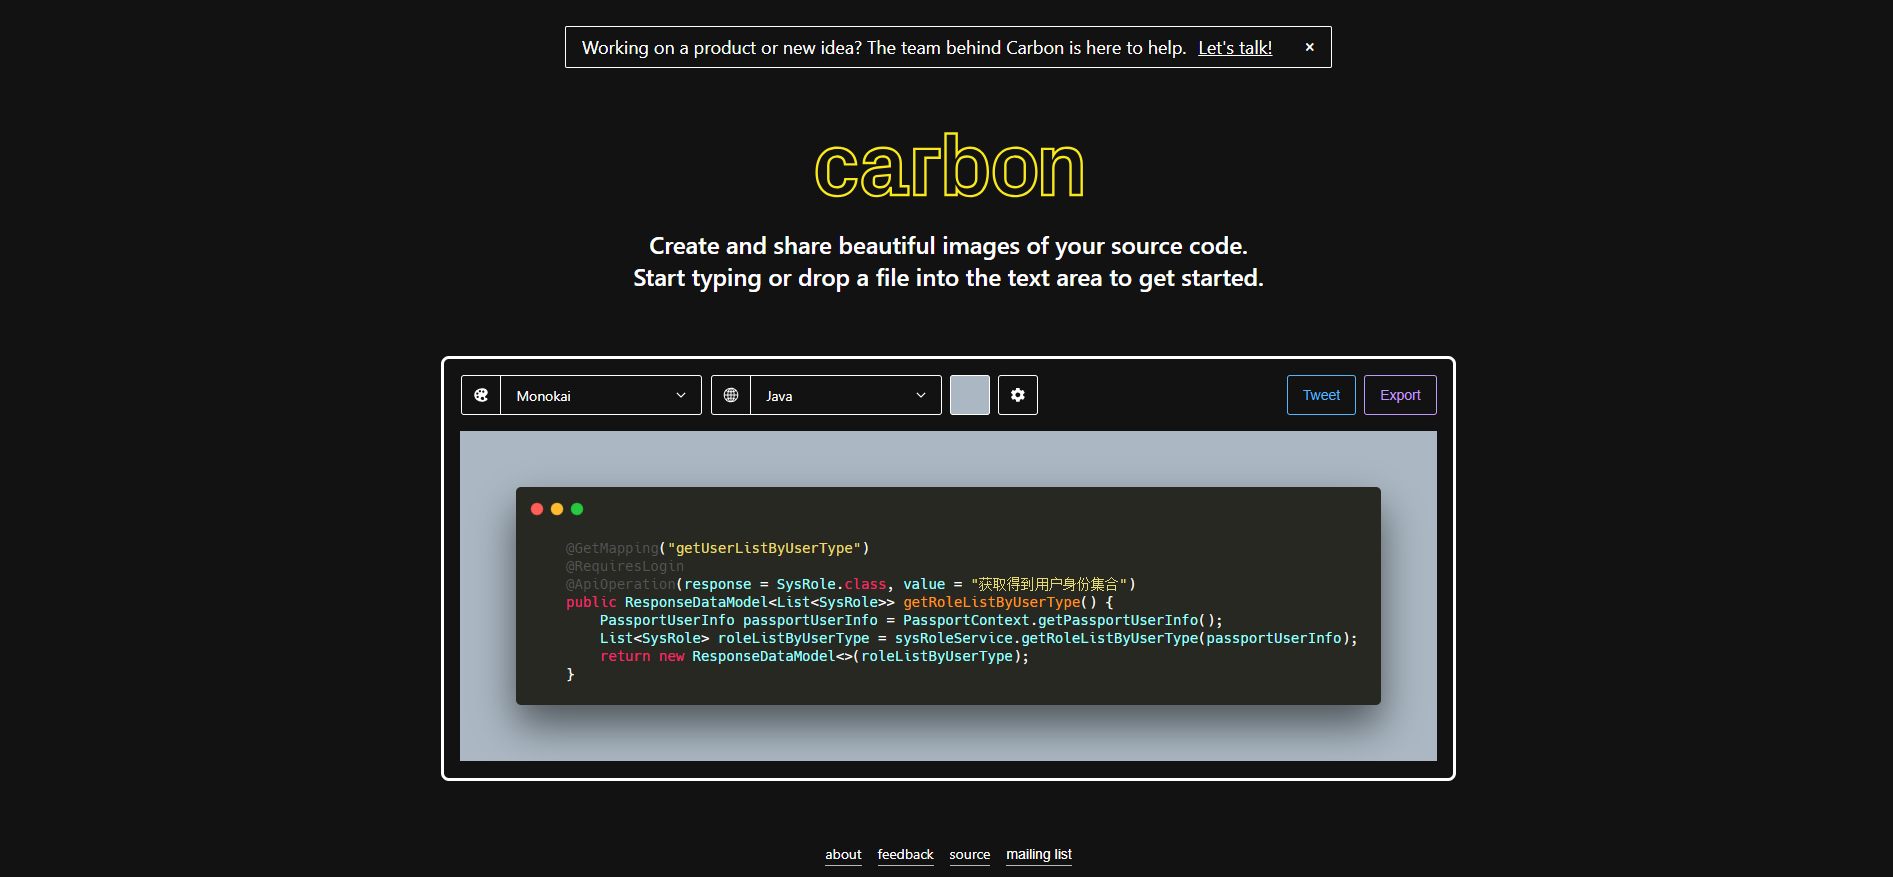 Working on a product or new idea? The team behind Carbon is here to help. Let's talk! ×
carbon
Create and share beautiful images of your source code.
Start typing or drop a file into the text area to get started.
Monokai Java Tweet Export
@GetMapping("getUserListByUserType")
@RequiresLogin
@ApiOperation(response = SysRole.class, value = "获取得到用户身份集合")
public ResponseDataModel<List<SysRole>> getRoleListByUserType() {
    PassportUserInfo passportUserInfo = PassportContext.getPassportUserInfo();
    List<SysRole> roleListByUserType = sysRoleService.getRoleListByUserType(passportUserInfo);
    return new ResponseDataModel<>(roleListByUserType);
}
about feedback source mailing list